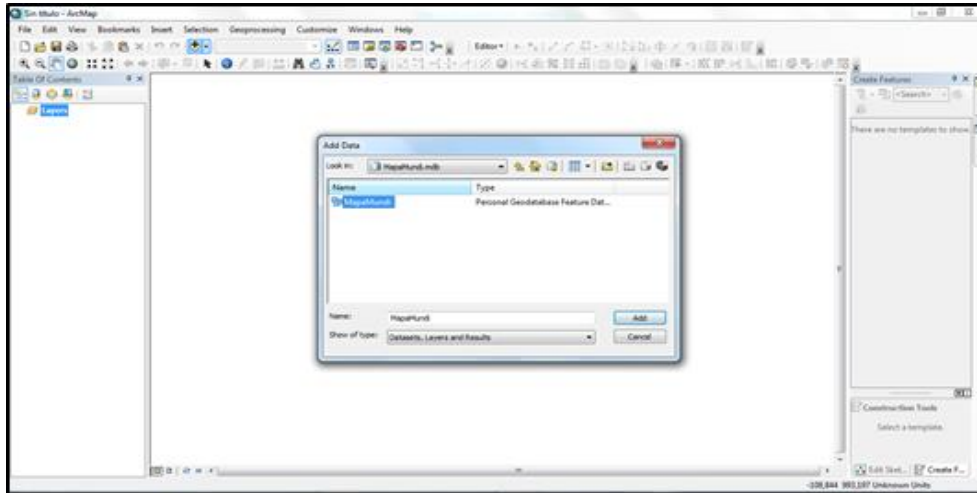 Sin título - ArcMap
File Edit View Bookmarks Insert Selection Geoprocessing Customize Windows Help
Editor
Table Of Contents
Layers
Create Features
<Search>
There are no templates to show.
Add Data
Look in: MapaMundi.mdb
Name Type
MapaMundi Personal Geodatabase Feature Dat...
Name: MapaMundi Add
Show of type: Datasets, Layers and Results Cancel
Construction Tools
Select a template.
Edit Sket... Create F...
Unknown Units